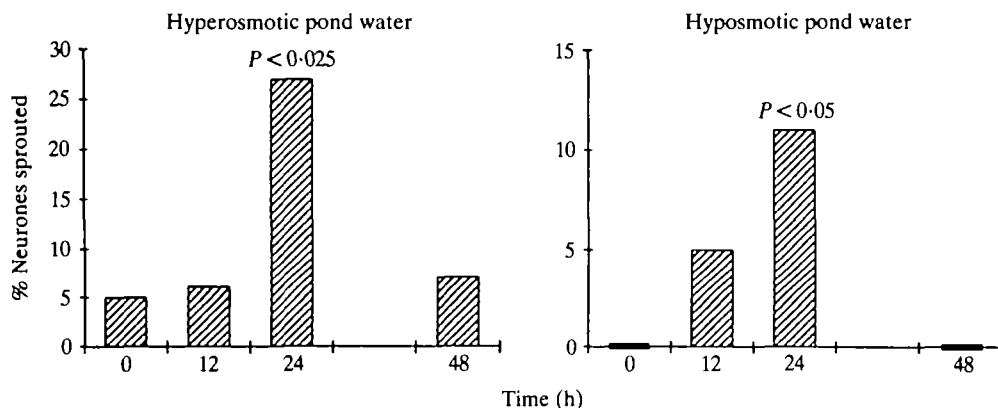 Hyperosmotic pond water
30
25
20
15
10
5
0
% Neurones sprouted
P < 0·025
0 12 24 48
Hyposmotic pond water
15
10
5
0
P < 0·05
0 12 24 48
Time (h)